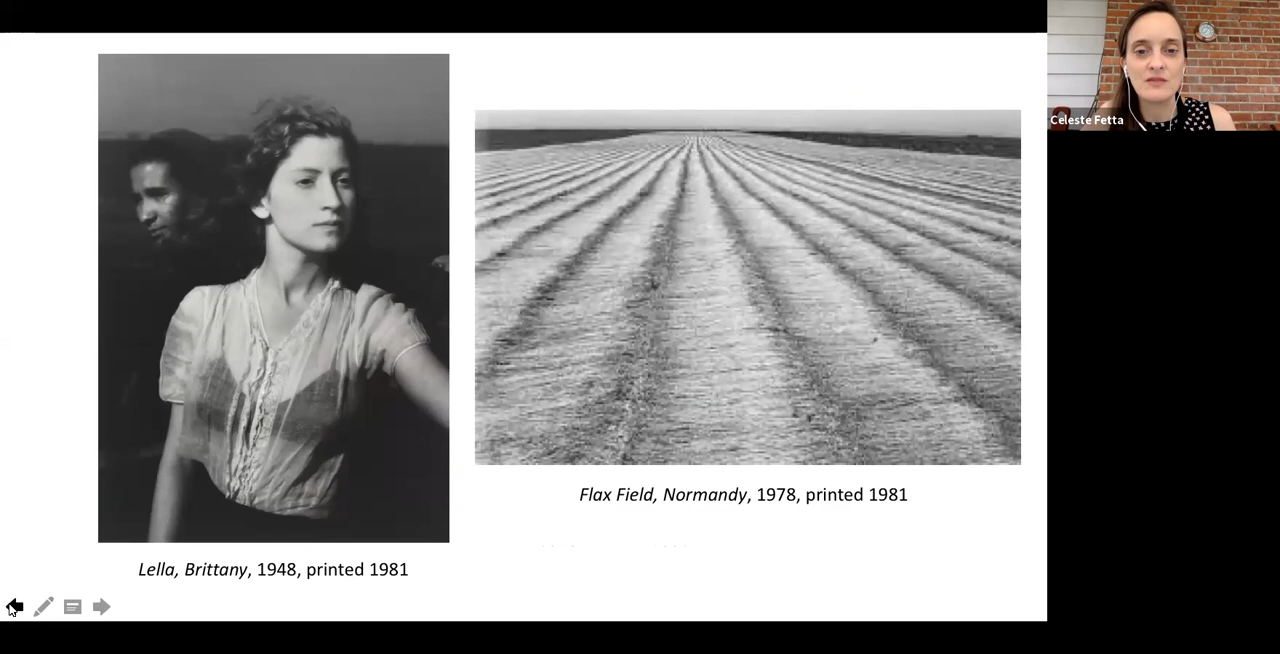 Celeste Fetta
Flax Field, Normandy, 1978, printed 1981
Lella, Brittany, 1948, printed 1981